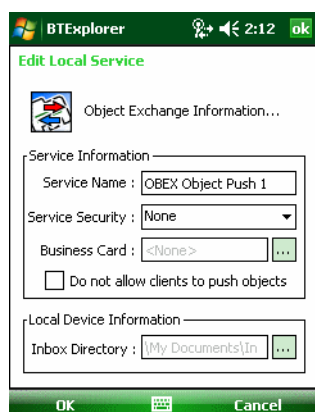 BTExplorer 2:12 ok
Edit Local Service
Object Exchange Information...
Service Information
Service Name : OBEX Object Push 1
Service Security : None
Business Card : <None> ...
Do not allow clients to push objects
Local Device Information
Inbox Directory : \My Documents\In ...
OK Cancel